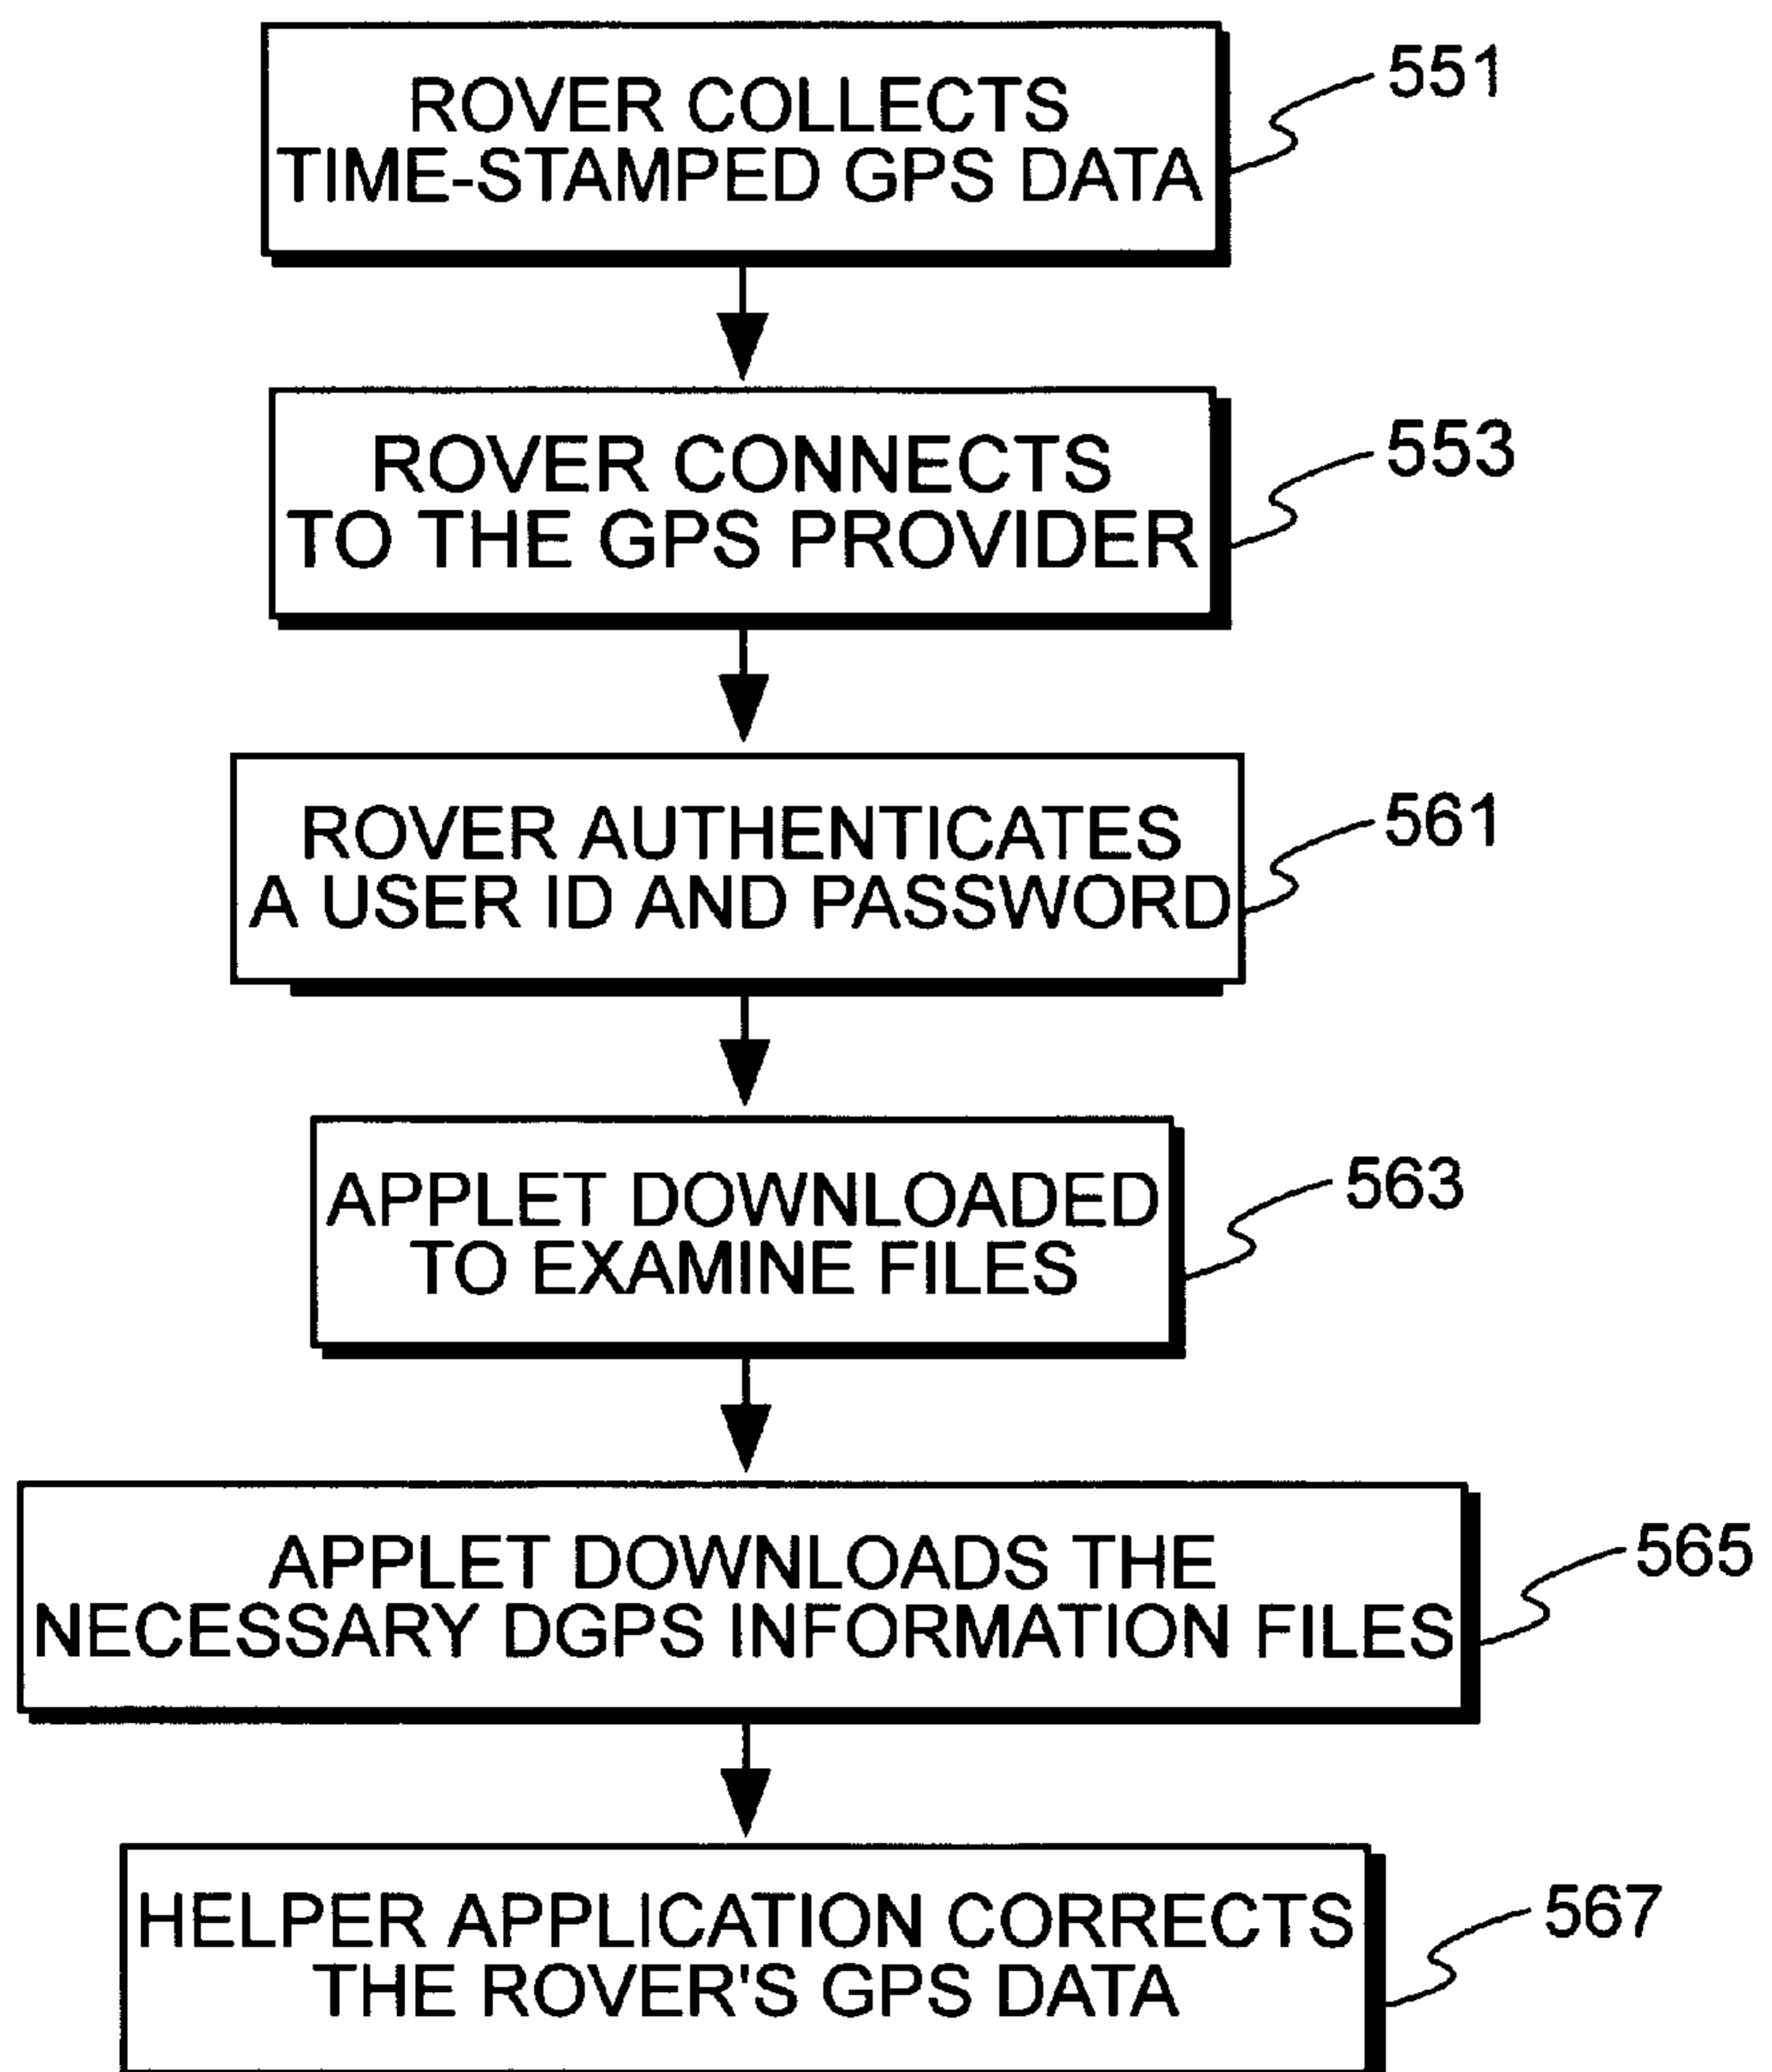 ROVER COLLECTS
TIME-STAMPED GPS DATA
551
ROVER CONNECTS
TO THE GPS PROVIDER
553
ROVER AUTHENTICATES
A USER ID AND PASSWORD
561
APPLET DOWNLOADED
TO EXAMINE FILES
563
APPLET DOWNLOADS THE
NECESSARY DGPS INFORMATION FILES
565
HELPER APPLICATION CORRECTS
THE ROVER'S GPS DATA
567